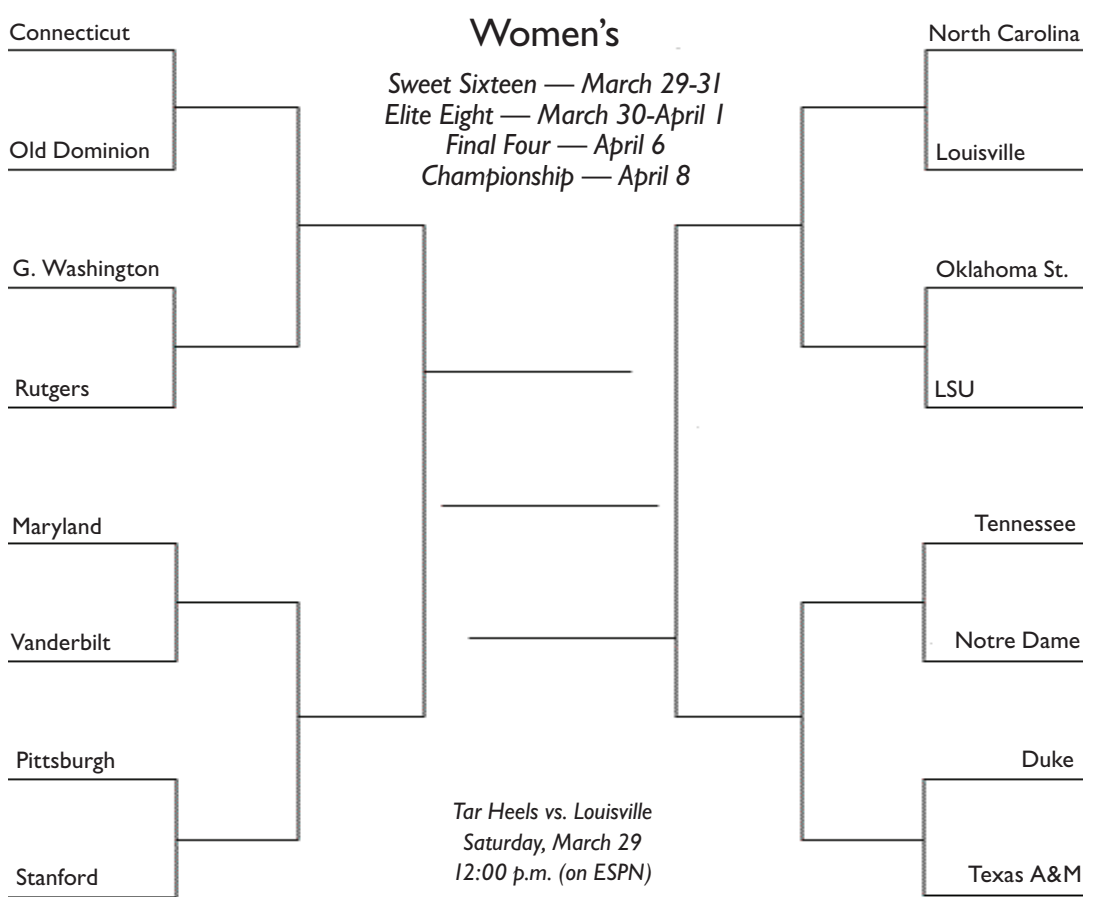 Women's
Sweet Sixteen — March 29-31
Elite Eight — March 30-April 1
Final Four — April 6
Championship — April 8
Connecticut
Old Dominion
G. Washington
Rutgers
Maryland
Vanderbilt
Pittsburgh
Stanford
North Carolina
Louisville
Oklahoma St.
LSU
Tennessee
Notre Dame
Duke
Texas A&M
Tar Heels vs. Louisville
Saturday, March 29
12:00 p.m. (on ESPN)